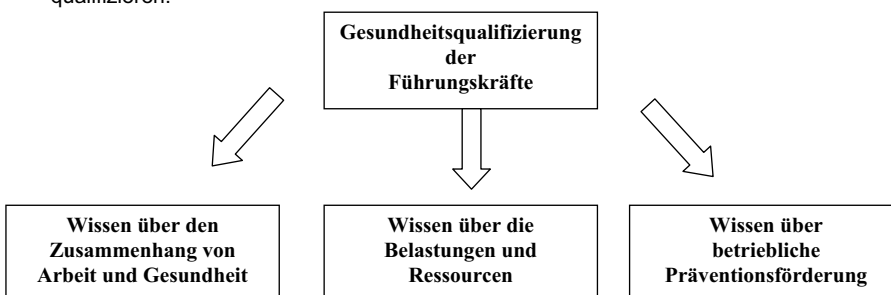 qualifizieren.
Gesundheitsqualifizierung
der
Führungskräfte
Wissen über den
Zusammenhang von
Arbeit und Gesundheit
Wissen über die
Belastungen und
Ressourcen
Wissen über
betriebliche
Präventionsförderung